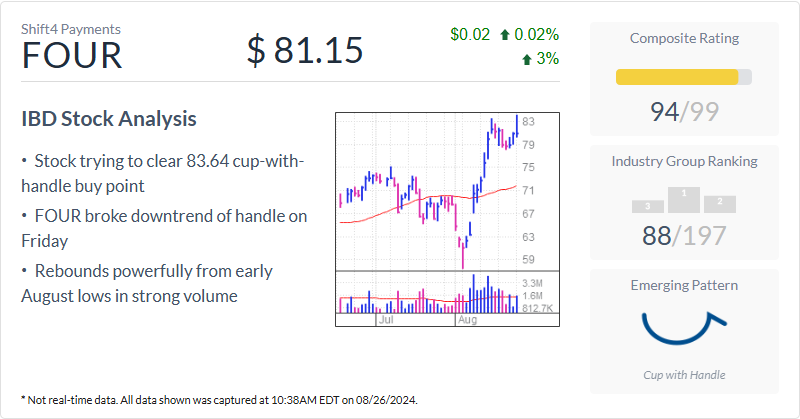 Shift4 Payments
FOUR
$ 81.15
$0.02 0.02%
3%
IBD Stock Analysis
• Stock trying to clear 83.64 cup-with-
handle buy point
• FOUR broke downtrend of handle on
Friday
• Rebounds powerfully from early
August lows in strong volume
83
79
75
71
67
63
59
3.3M
1.6M
812.7K
Jul
Aug
Composite Rating
94/99
Industry Group Ranking
3
1
2
88/197
Emerging Pattern
Cup with Handle
* Not real-time data. All data shown was captured at 10:38AM EDT on 08/26/2024.